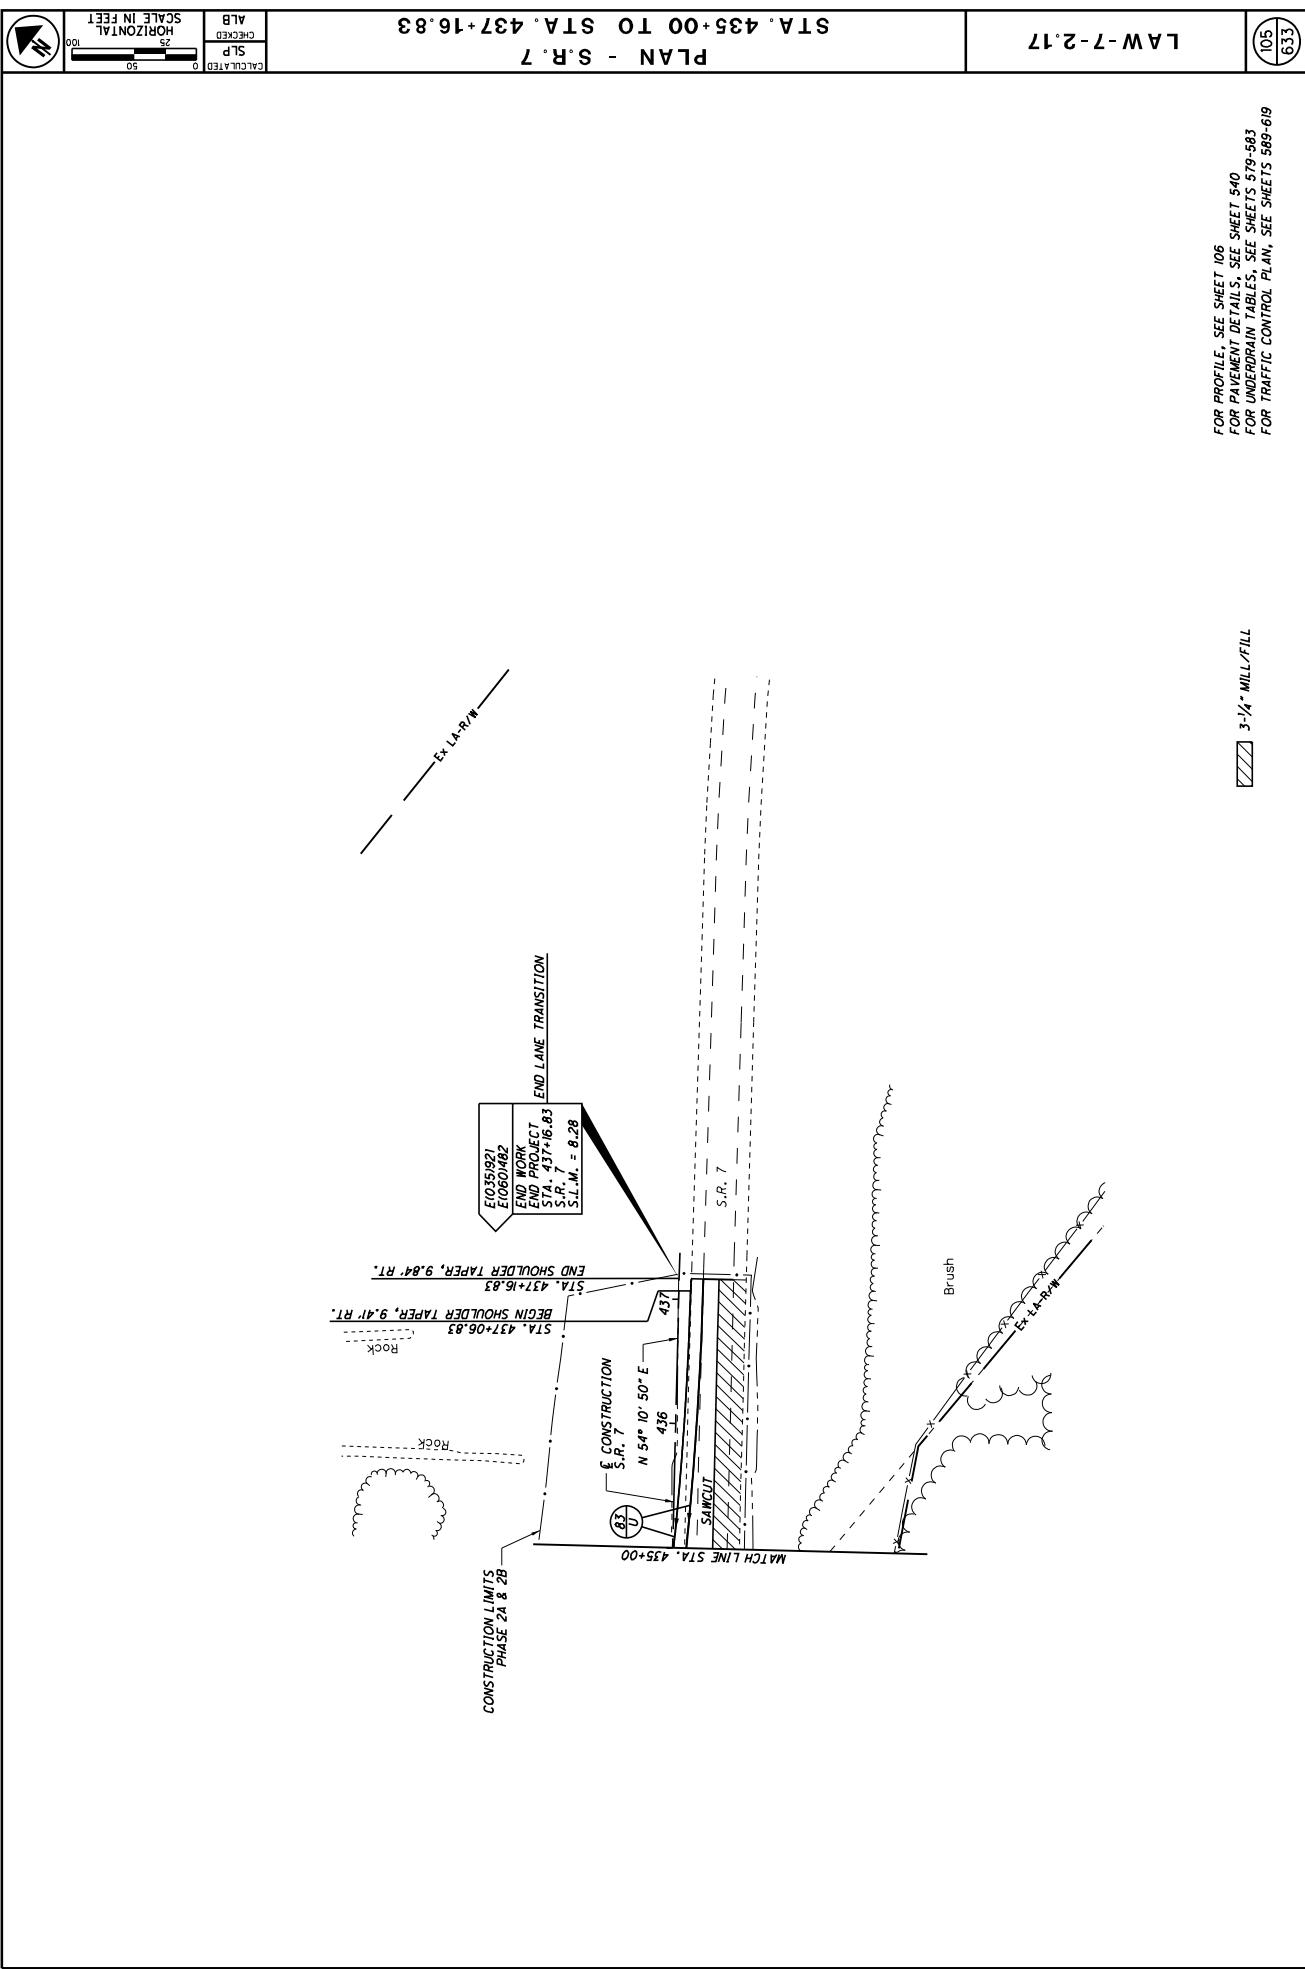 PLAN - S.R. 7
STA. 435+00 TO STA. 437+16.83
LAW-7-2.17
105
633
CALCULATED
SLP
CHECKED
ALB
0
50
25
100
HORIZONTAL
SCALE IN FEET
N
FOR PROFILE, SEE SHEET 106
FOR PAVEMENT DETAILS, SEE SHEET 540
FOR UNDERDRAIN TABLES, SEE SHEETS 579-583
FOR TRAFFIC CONTROL PLAN, SEE SHEETS 589-619
3-1/4" MILL/FILL
Ex LA-R/W
END LANE TRANSITION
E(0351921
E(060)1482
END WORK
END PROJECT
STA. 437+16.83
S.R. 7
S.L.M. = 8.28
STA. 437+16.83
END SHOULDER TAPER, 9.84' RT.
STA. 437+06.83
BEGIN SHOULDER TAPER, 9.41' RT.
Rock
Rock
℄ CONSTRUCTION
S.R. 7
N 54° 10' 50" E
436
437
83
U
SAWCUT
MATCH LINE STA. 435+00
CONSTRUCTION LIMITS
PHASE 2A & 2B
S.R. 7
Brush
Ex LA-R/W